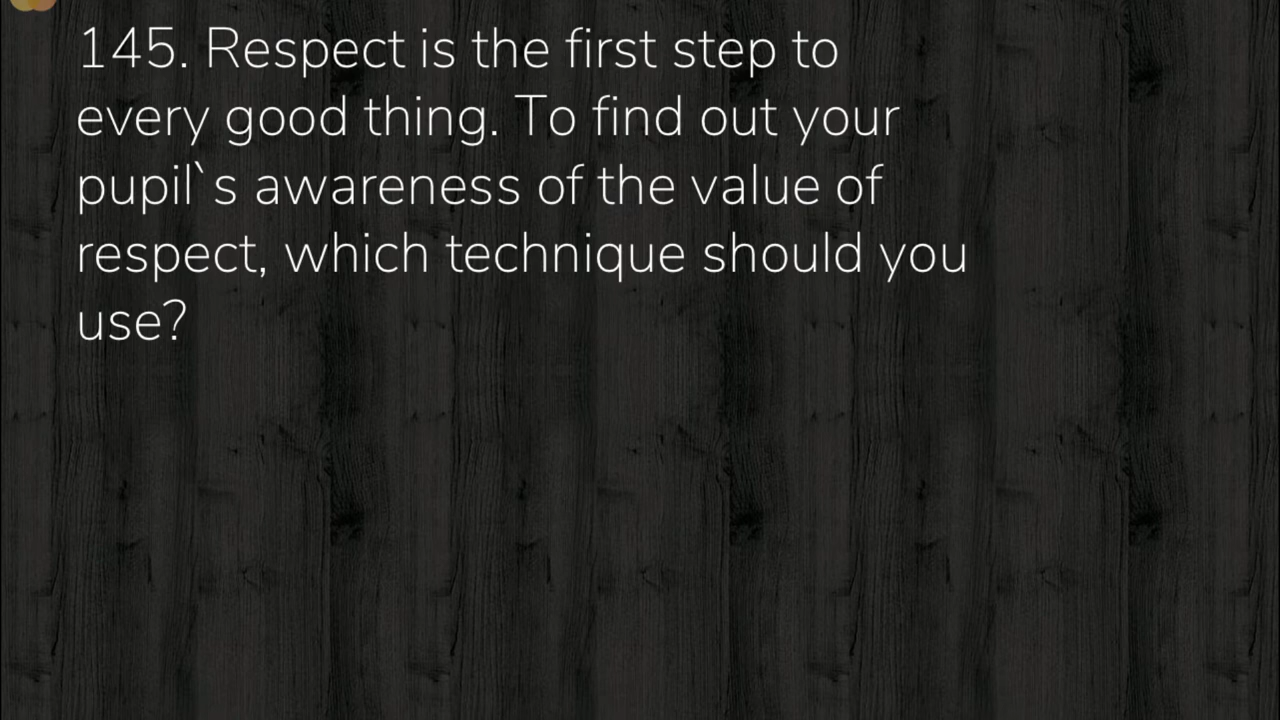 145. Respect is the first step to
every good thing. To find out your
pupil`s awareness of the value of
respect, which technique should you
use?